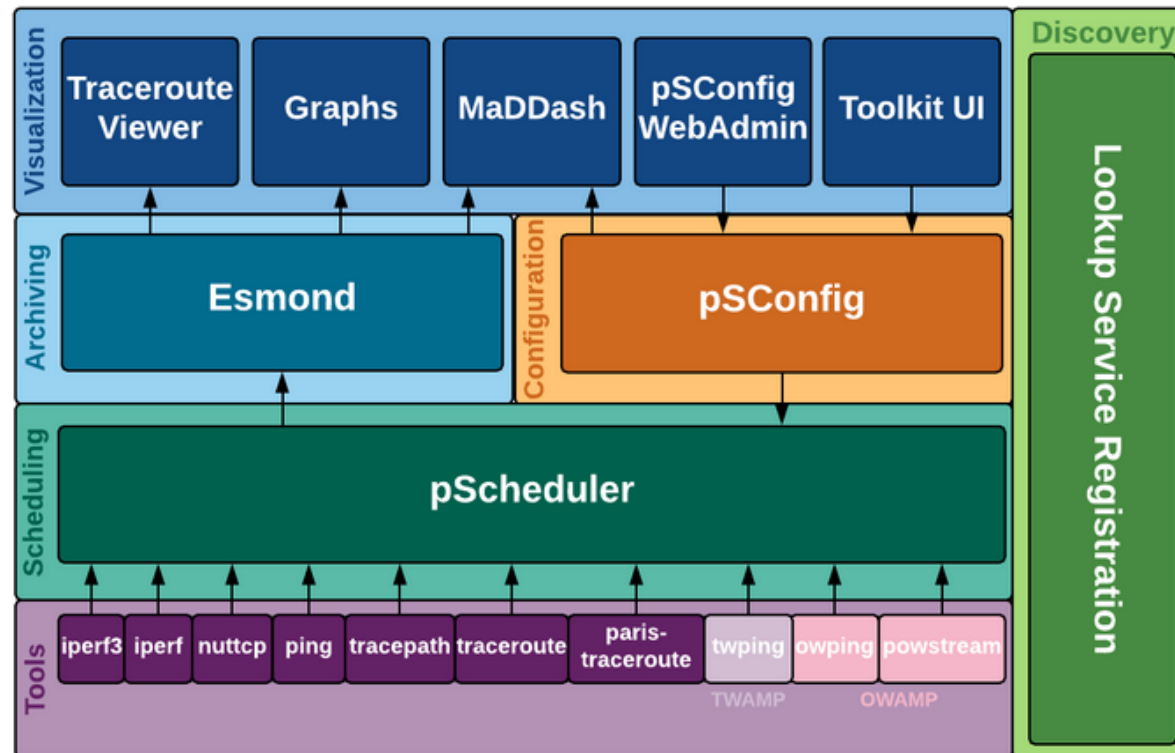 Visualization
Traceroute
Viewer
Graphs
MaDDash
pSConfig
WebAdmin
Toolkit UI
Discovery
Lookup Service Registration
Archiving
Esmond
Configuration
pSConfig
Scheduling
pScheduler
Tools
iperf3
iperf
nuttcp
ping
tracepath
traceroute
paris-
traceroute
twping
owping
powstream
TWAMP
OWAMP